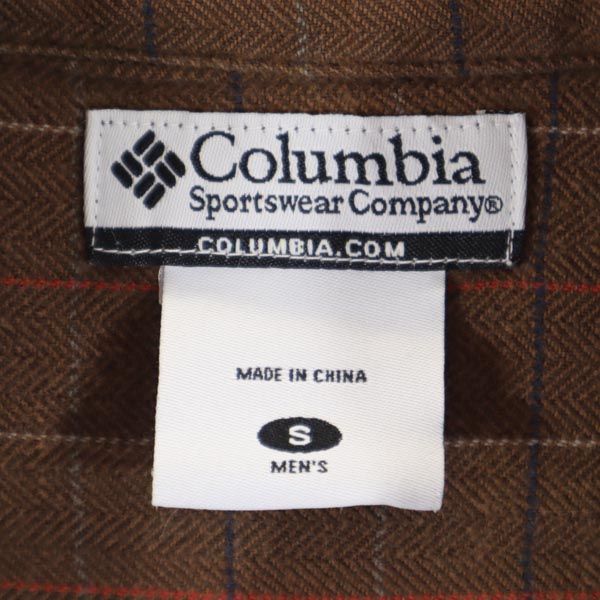 Columbia
Sportswear Company®
COLUMBIA.COM
MADE IN CHINA
S
MEN'S